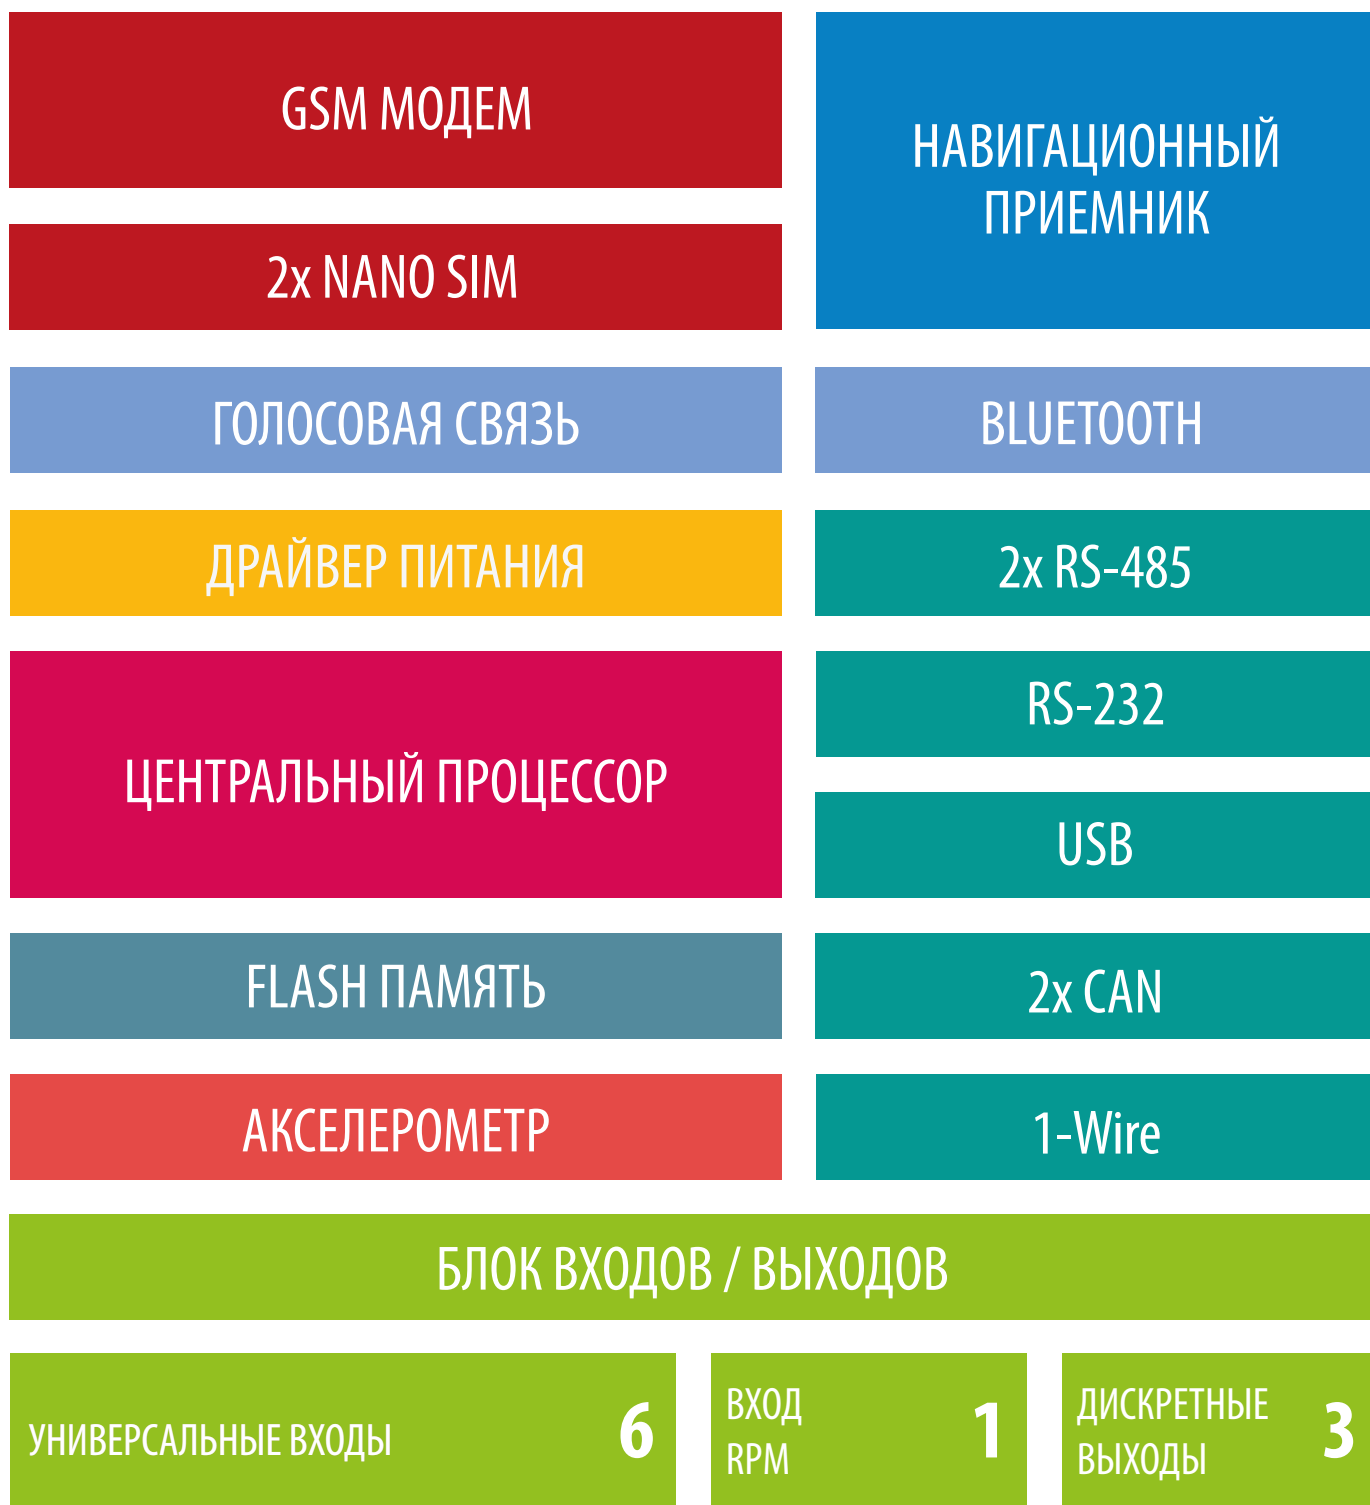 GSM МОДЕМ
НАВИГАЦИОННЫЙ
ПРИЕМНИК
2x NANO SIM
ГОЛОСОВАЯ СВЯЗЬ
BLUETOOTH
ДРАЙВЕР ПИТАНИЯ
2x RS-485
ЦЕНТРАЛЬНЫЙ ПРОЦЕССОР
RS-232
USB
FLASH ПАМЯТЬ
2x CAN
АКСЕЛЕРОМЕТР
1-Wire
БЛОК ВХОДОВ / ВЫХОДОВ
УНИВЕРСАЛЬНЫЕ ВХОДЫ 6
ВХОД
RPM
1
ДИСКРЕТНЫЕ
ВЫХОДЫ
3